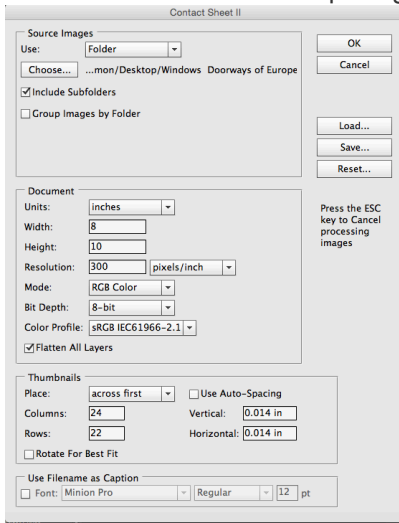 Contact Sheet II
Source Images
Use: Folder
Choose... ...mon/Desktop/Windows Doorways of Europe
Include Subfolders
Group Images by Folder
OK
Cancel
Load...
Save...
Reset...
Press the ESC
key to Cancel
processing
images
Document
Units: inches
Width: 8
Height: 10
Resolution: 300 pixels/inch
Mode: RGB Color
Bit Depth: 8-bit
Color Profile: sRGB IEC61966-2.1
Flatten All Layers
Thumbnails
Place: across first Use Auto-Spacing
Columns: 24 Vertical: 0.014 in
Rows: 22 Horizontal: 0.014 in
Rotate For Best Fit
Use Filename as Caption
Font: Minion Pro Regular 12 pt